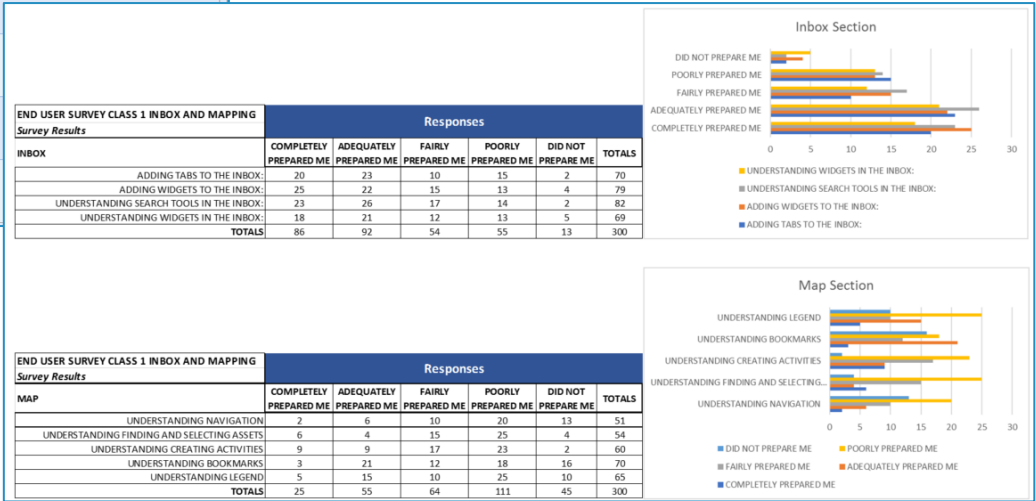 Inbox Section
DID NOT PREPARE ME
POORLY PREPARED ME
FAIRLY PREPARED ME
ADEQUATELY PREPARED ME
COMPLETELY PREPARED ME
0 5 10 15 20 25 30
UNDERSTANDING WIDGETS IN THE INBOX:
UNDERSTANDING SEARCH TOOLS IN THE INBOX:
ADDING WIDGETS TO THE INBOX:
ADDING TABS TO THE INBOX:
END USER SURVEY CLASS 1 INBOX AND MAPPING
Survey Results
Responses
INBOX
COMPLETELY PREPARED ME ADEQUATELY PREPARED ME FAIRLY PREPARED ME POORLY PREPARED ME DID NOT PREPARE ME TOTALS
ADDING TABS TO THE INBOX: 20 23 10 15 2 70
ADDING WIDGETS TO THE INBOX: 25 22 15 13 4 79
UNDERSTANDING SEARCH TOOLS IN THE INBOX: 23 26 17 14 2 82
UNDERSTANDING WIDGETS IN THE INBOX: 18 21 12 13 5 69
TOTALS 86 92 54 55 13 300
Map Section
UNDERSTANDING LEGEND
UNDERSTANDING BOOKMARKS
UNDERSTANDING CREATING ACTIVITIES
UNDERSTANDING FINDING AND SELECTING...
UNDERSTANDING NAVIGATION
0 5 10 15 20 25 30
DID NOT PREPARE ME POORLY PREPARED ME
FAIRLY PREPARED ME ADEQUATELY PREPARED ME
COMPLETELY PREPARED ME
END USER SURVEY CLASS 1 INBOX AND MAPPING
Survey Results
Responses
MAP
COMPLETELY PREPARED ME ADEQUATELY PREPARED ME FAIRLY PREPARED ME POORLY PREPARED ME DID NOT PREPARE ME TOTALS
UNDERSTANDING NAVIGATION 2 6 10 20 13 51
UNDERSTANDING FINDING AND SELECTING ASSETS 6 4 15 25 4 54
UNDERSTANDING CREATING ACTIVITIES 9 9 17 23 2 60
UNDERSTANDING BOOKMARKS 3 21 12 18 16 70
UNDERSTANDING LEGEND 5 15 10 25 10 65
TOTALS 25 55 64 111 45 300